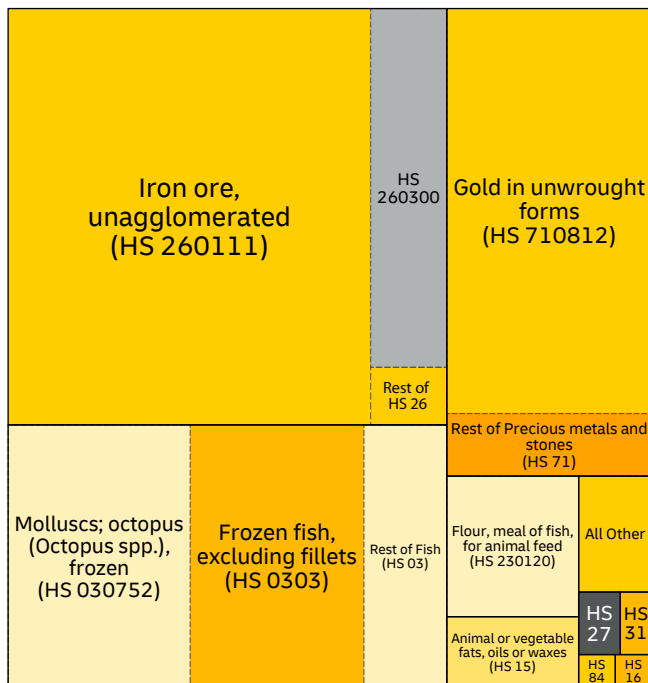 Iron ore,
unagglomerated
(HS 260111)
HS
260300
Rest of
HS 26
Gold in unwrought
forms
(HS 710812)
Rest of Precious metals and
stones
(HS 71)
Molluscs; octopus
(Octopus spp.),
frozen
(HS 030752)
Frozen fish,
excluding fillets
(HS 0303)
Rest of Fish
(HS 03)
Flour, meal of fish,
for animal feed
(HS 230120)
All Other
Animal or vegetable
fats, oils or waxes
(HS 15)
HS
27
HS
31
HS
84
HS
16